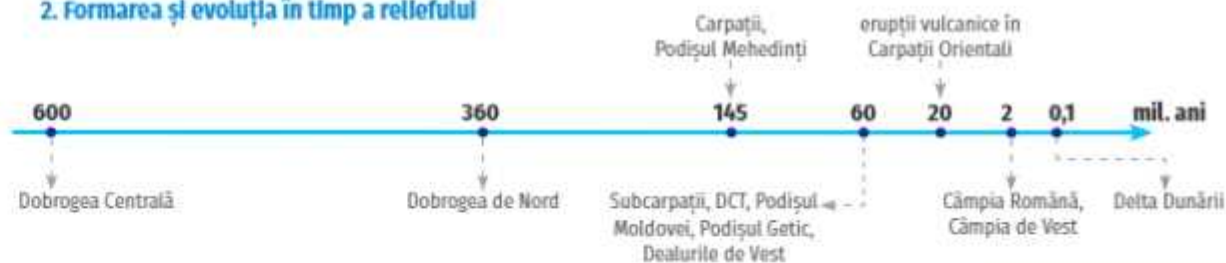 2. Formarea și evoluția în timp a reliefului
Carpații,
Podișul Mehedinți
erupții vulcanice în
Carpații Orientali
600
360
145
60
20
2
0,1
mil. ani
Dobrogea Centrală
Dobrogea de Nord
Subcarpații, DCT, Podișul
Moldovei, Podișul Getic,
Dealurile de Vest
Câmpia Română,
Câmpia de Vest
Delta Dunării